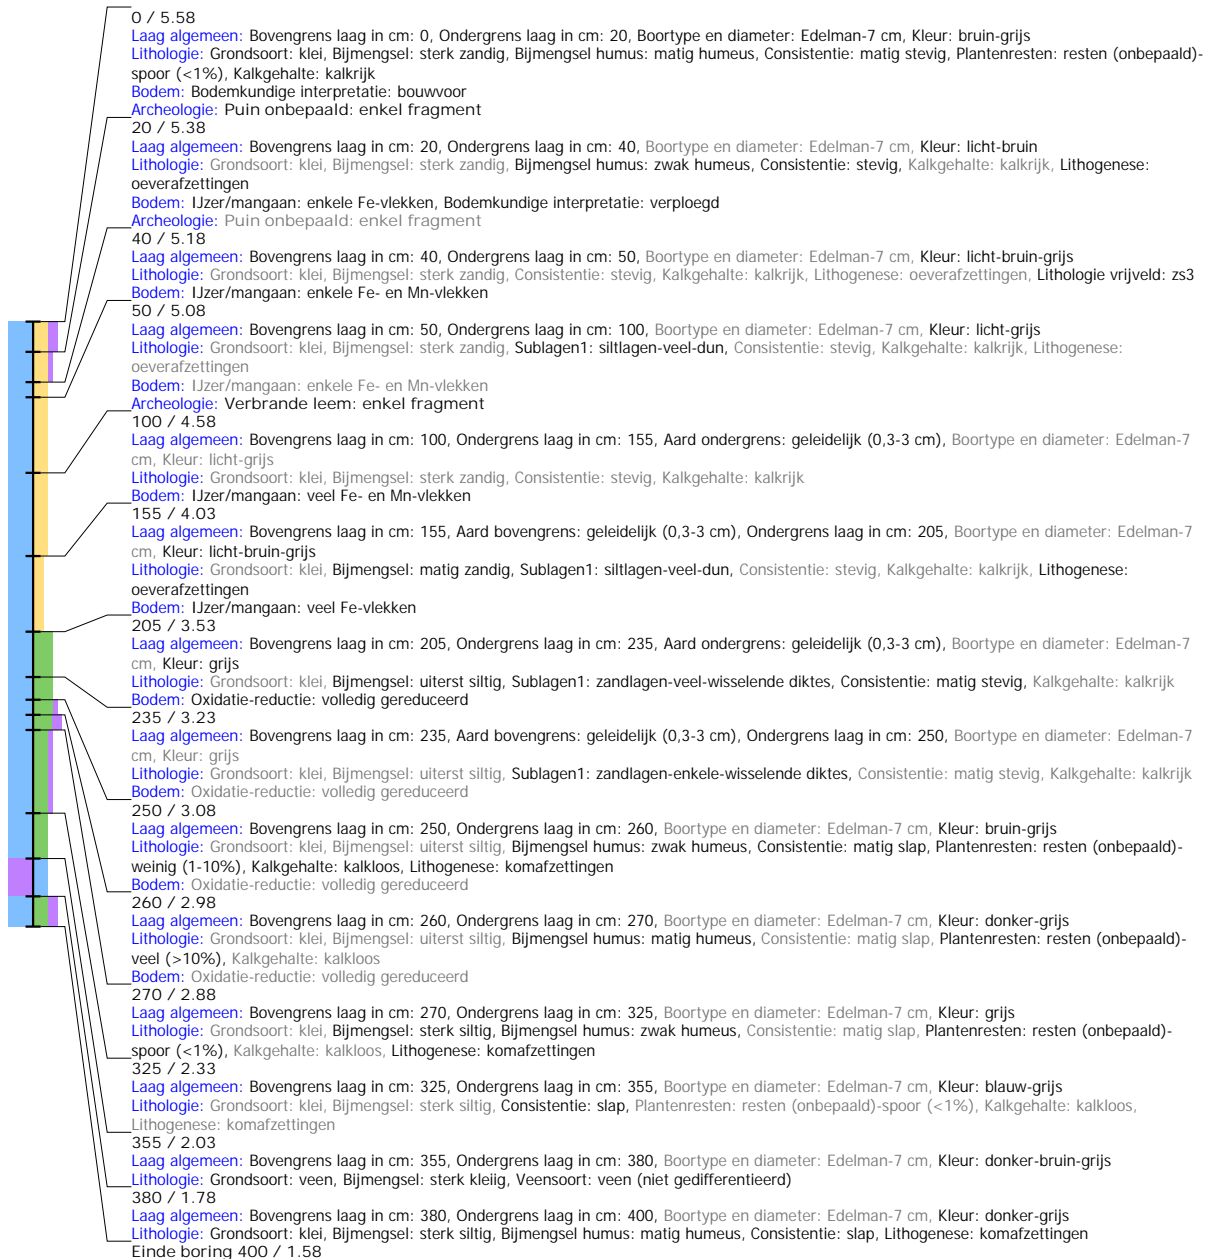 0 / 5.58
Laag algemeen: Bovengrens laag in cm: 0, Ondergrens laag in cm: 20, Boortype en diameter: Edelman-7 cm, Kleur: bruin-grijs
Lithologie: Grondsoort: klei, Bijmengsel: sterk zandig, Bijmengsel humus: matig humeus, Consistentie: matig stevig, Plantenresten: resten (onbepaald)-
spoor (<1%), Kalkgehalte: kalkrijk
Bodem: Bodemkundige interpretatie: bouwvoor
Archeologie: Puin onbepaald: enkel fragment
20 / 5.38
Laag algemeen: Bovengrens laag in cm: 20, Ondergrens laag in cm: 40, Boortype en diameter: Edelman-7 cm, Kleur: licht-bruin
Lithologie: Grondsoort: klei, Bijmengsel: sterk zandig, Bijmengsel humus: zwak humeus, Consistentie: stevig, Kalkgehalte: kalkrijk, Lithogenese:
oeverafzettingen
Bodem: IJzer/mangaan: enkele Fe-vlekken, Bodemkundige interpretatie: verploegd
Archeologie: Puin onbepaald: enkel fragment
40 / 5.18
Laag algemeen: Bovengrens laag in cm: 40, Ondergrens laag in cm: 50, Boortype en diameter: Edelman-7 cm, Kleur: licht-bruin-grijs
Lithologie: Grondsoort: klei, Bijmengsel: sterk zandig, Consistentie: stevig, Kalkgehalte: kalkrijk, Lithogenese: oeverafzettingen, Lithologie vrijveld: zs3
Bodem: IJzer/mangaan: enkele Fe- en Mn-vlekken
50 / 5.08
Laag algemeen: Bovengrens laag in cm: 50, Ondergrens laag in cm: 100, Boortype en diameter: Edelman-7 cm, Kleur: licht-grijs
Lithologie: Grondsoort: klei, Bijmengsel: sterk zandig, Sublagen1: siltlagen-veel-dun, Consistentie: stevig, Kalkgehalte: kalkrijk, Lithogenese:
oeverafzettingen
Bodem: IJzer/mangaan: enkele Fe- en Mn-vlekken
Archeologie: Verbrande leem: enkel fragment
100 / 4.58
Laag algemeen: Bovengrens laag in cm: 100, Ondergrens laag in cm: 155, Aard ondergrens: geleidelijk (0,3-3 cm), Boortype en diameter: Edelman-7
cm, Kleur: licht-grijs
Lithologie: Grondsoort: klei, Bijmengsel: sterk zandig, Consistentie: stevig, Kalkgehalte: kalkrijk
Bodem: IJzer/mangaan: veel Fe- en Mn-vlekken
155 / 4.03
Laag algemeen: Bovengrens laag in cm: 155, Aard bovengrens: geleidelijk (0,3-3 cm), Ondergrens laag in cm: 205, Boortype en diameter: Edelman-7
cm, Kleur: licht-bruin-grijs
Lithologie: Grondsoort: klei, Bijmengsel: matig zandig, Sublagen1: siltlagen-veel-dun, Consistentie: stevig, Kalkgehalte: kalkrijk, Lithogenese:
oeverafzettingen
Bodem: IJzer/mangaan: veel Fe-vlekken
205 / 3.53
Laag algemeen: Bovengrens laag in cm: 205, Ondergrens laag in cm: 235, Aard ondergrens: geleidelijk (0,3-3 cm), Boortype en diameter: Edelman-7
cm, Kleur: grijs
Lithologie: Grondsoort: klei, Bijmengsel: uiterst siltig, Sublagen1: zandlagen-veel-wisselende diktes, Consistentie: matig stevig, Kalkgehalte: kalkrijk
Bodem: Oxidatie-reductie: volledig gereduceerd
235 / 3.23
Laag algemeen: Bovengrens laag in cm: 235, Aard bovengrens: geleidelijk (0,3-3 cm), Ondergrens laag in cm: 250, Boortype en diameter: Edelman-7
cm, Kleur: grijs
Lithologie: Grondsoort: klei, Bijmengsel: uiterst siltig, Sublagen1: zandlagen-enkele-wisselende diktes, Consistentie: matig stevig, Kalkgehalte: kalkrijk
Bodem: Oxidatie-reductie: volledig gereduceerd
250 / 3.08
Laag algemeen: Bovengrens laag in cm: 250, Ondergrens laag in cm: 260, Boortype en diameter: Edelman-7 cm, Kleur: bruin-grijs
Lithologie: Grondsoort: klei, Bijmengsel: uiterst siltig, Bijmengsel humus: zwak humeus, Consistentie: matig slap, Plantenresten: resten (onbepaald)-
weinig (1-10%), Kalkgehalte: kalkloos, Lithogenese: komafzettingen
Bodem: Oxidatie-reductie: volledig gereduceerd
260 / 2.98
Laag algemeen: Bovengrens laag in cm: 260, Ondergrens laag in cm: 270, Boortype en diameter: Edelman-7 cm, Kleur: donker-grijs
Lithologie: Grondsoort: klei, Bijmengsel: uiterst siltig, Bijmengsel humus: matig humeus, Consistentie: matig slap, Plantenresten: resten (onbepaald)-
veel (>10%), Kalkgehalte: kalkloos
Bodem: Oxidatie-reductie: volledig gereduceerd
270 / 2.88
Laag algemeen: Bovengrens laag in cm: 270, Ondergrens laag in cm: 325, Boortype en diameter: Edelman-7 cm, Kleur: grijs
Lithologie: Grondsoort: klei, Bijmengsel: sterk siltig, Bijmengsel humus: zwak humeus, Consistentie: matig slap, Plantenresten: resten (onbepaald)-
spoor (<1%), Kalkgehalte: kalkloos, Lithogenese: komafzettingen
325 / 2.33
Laag algemeen: Bovengrens laag in cm: 325, Ondergrens laag in cm: 355, Boortype en diameter: Edelman-7 cm, Kleur: blauw-grijs
Lithologie: Grondsoort: klei, Bijmengsel: sterk siltig, Consistentie: slap, Plantenresten: resten (onbepaald)-spoor (<1%), Kalkgehalte: kalkloos,
Lithogenese: komafzettingen
355 / 2.03
Laag algemeen: Bovengrens laag in cm: 355, Ondergrens laag in cm: 380, Boortype en diameter: Edelman-7 cm, Kleur: donker-bruin-grijs
Lithologie: Grondsoort: veen, Bijmengsel: sterk kleiig, Veensoort: veen (niet gedifferentieerd)
380 / 1.78
Laag algemeen: Bovengrens laag in cm: 380, Ondergrens laag in cm: 400, Boortype en diameter: Edelman-7 cm, Kleur: donker-grijs
Lithologie: Grondsoort: klei, Bijmengsel: sterk siltig, Bijmengsel humus: matig humeus, Consistentie: slap, Lithogenese: komafzettingen
Einde boring 400 / 1.58